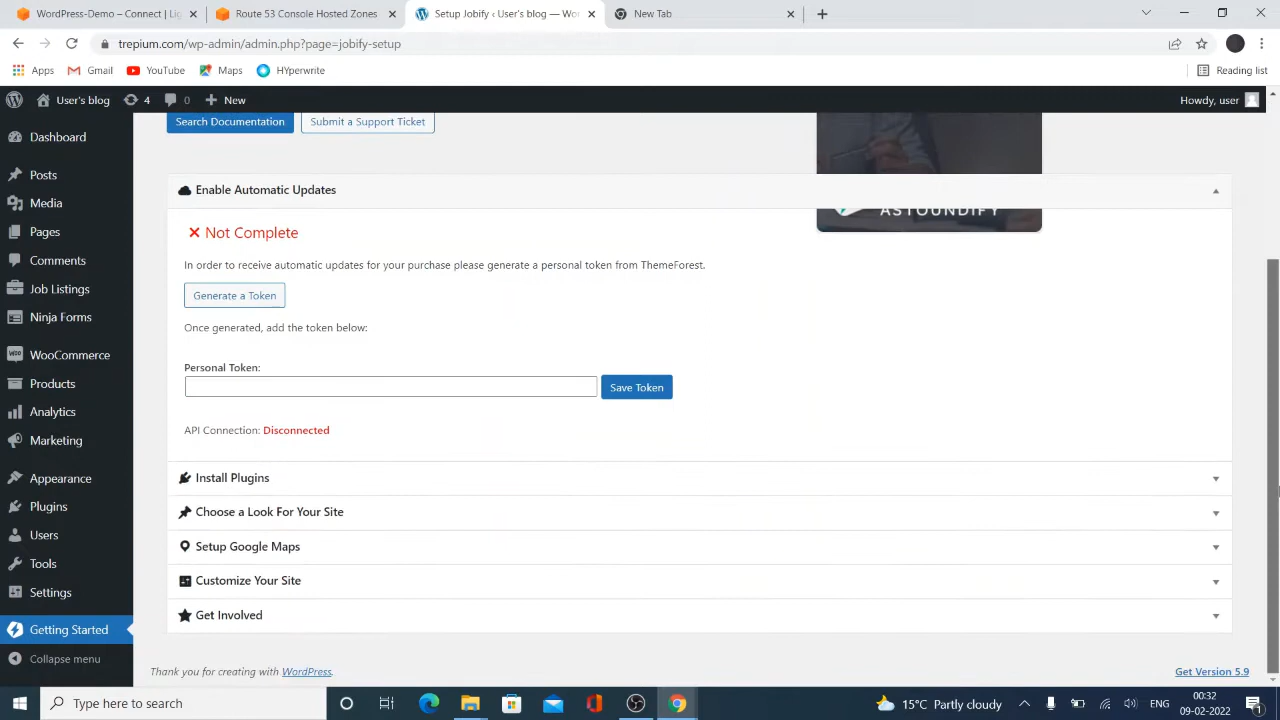 WordPress-Demo - Connect | Lig
Route 53 Console Hosted Zones
Setup Jobify ‹ User's blog — Wor
New Tab
trepium.com/wp-admin/admin.php?page=jobify-setup
Apps
Gmail
YouTube
Maps
HYperwrite
Reading list
User's blog
4
0
New
Howdy, user
Search Documentation
Submit a Support Ticket
Dashboard
Posts
Media
Pages
Comments
Job Listings
Ninja Forms
WooCommerce
Products
Analytics
Marketing
Appearance
Plugins
Users
Tools
Settings
Getting Started
Collapse menu
ASTOUNDIFY
Enable Automatic Updates
Not Complete
In order to receive automatic updates for your purchase please generate a personal token from ThemeForest.
Generate a Token
Once generated, add the token below:
Personal Token:
Save Token
API Connection: Disconnected
Install Plugins
Choose a Look For Your Site
Setup Google Maps
Customize Your Site
Get Involved
Thank you for creating with WordPress.
Get Version 5.9
Type here to search
15°C Partly cloudy
ENG
00:32
09-02-2022
1